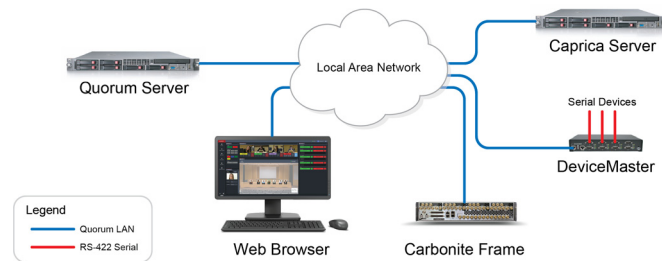 Caprica Server
Local Area Network
Quorum Server
Serial Devices
DeviceMaster
Legend
Quorum LAN
RS-422 Serial
Web Browser
Carbonite Frame